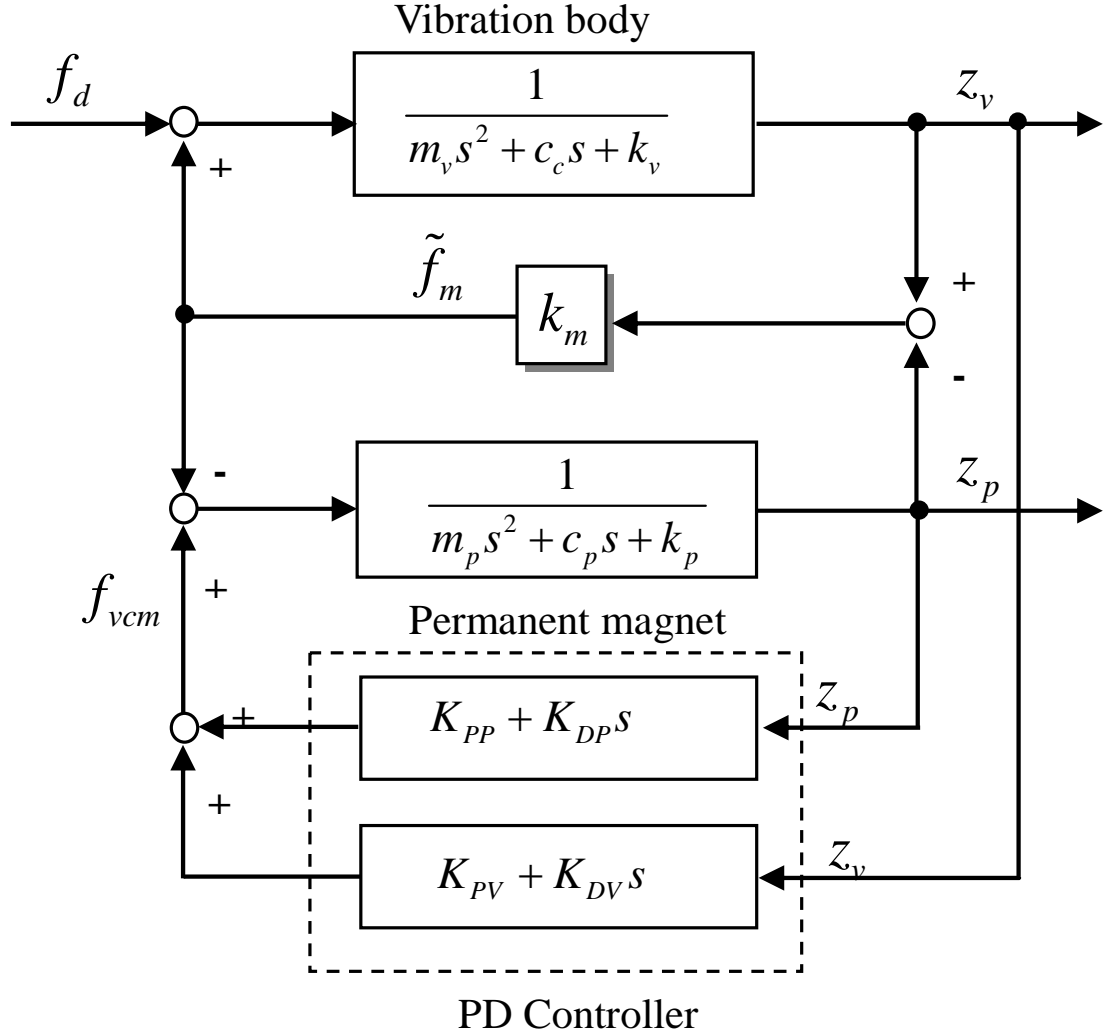 Vibration body
f_d
1
m_v s^2 + c_c s + k_v
z_v
+
f̃_m
k_m
+
-
-
1
m_p s^2 + c_p s + k_p
z_p
f_vcm
+
Permanent magnet
K_PP + K_DP s
z_p
+
+
K_PV + K_DV s
z_v
PD Controller